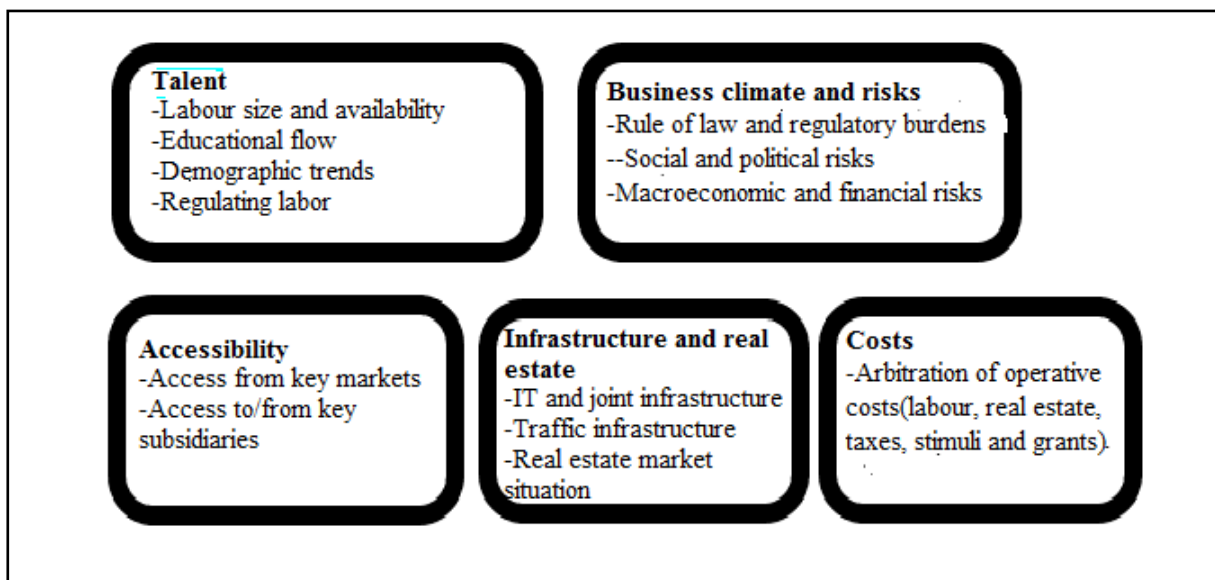 Talent
-Labour size and availability
-Educational flow
-Demographic trends
-Regulating labor
Business climate and risks
-Rule of law and regulatory burdens
--Social and political risks
-Macroeconomic and financial risks
Accessibility
-Access from key markets
-Access to/from key
subsidiaries
Infrastructure and real
estate
-IT and joint infrastructure
-Traffic infrastructure
-Real estate market
situation
Costs
-Arbitration of operative
costs(labour, real estate,
taxes, stimuli and grants).